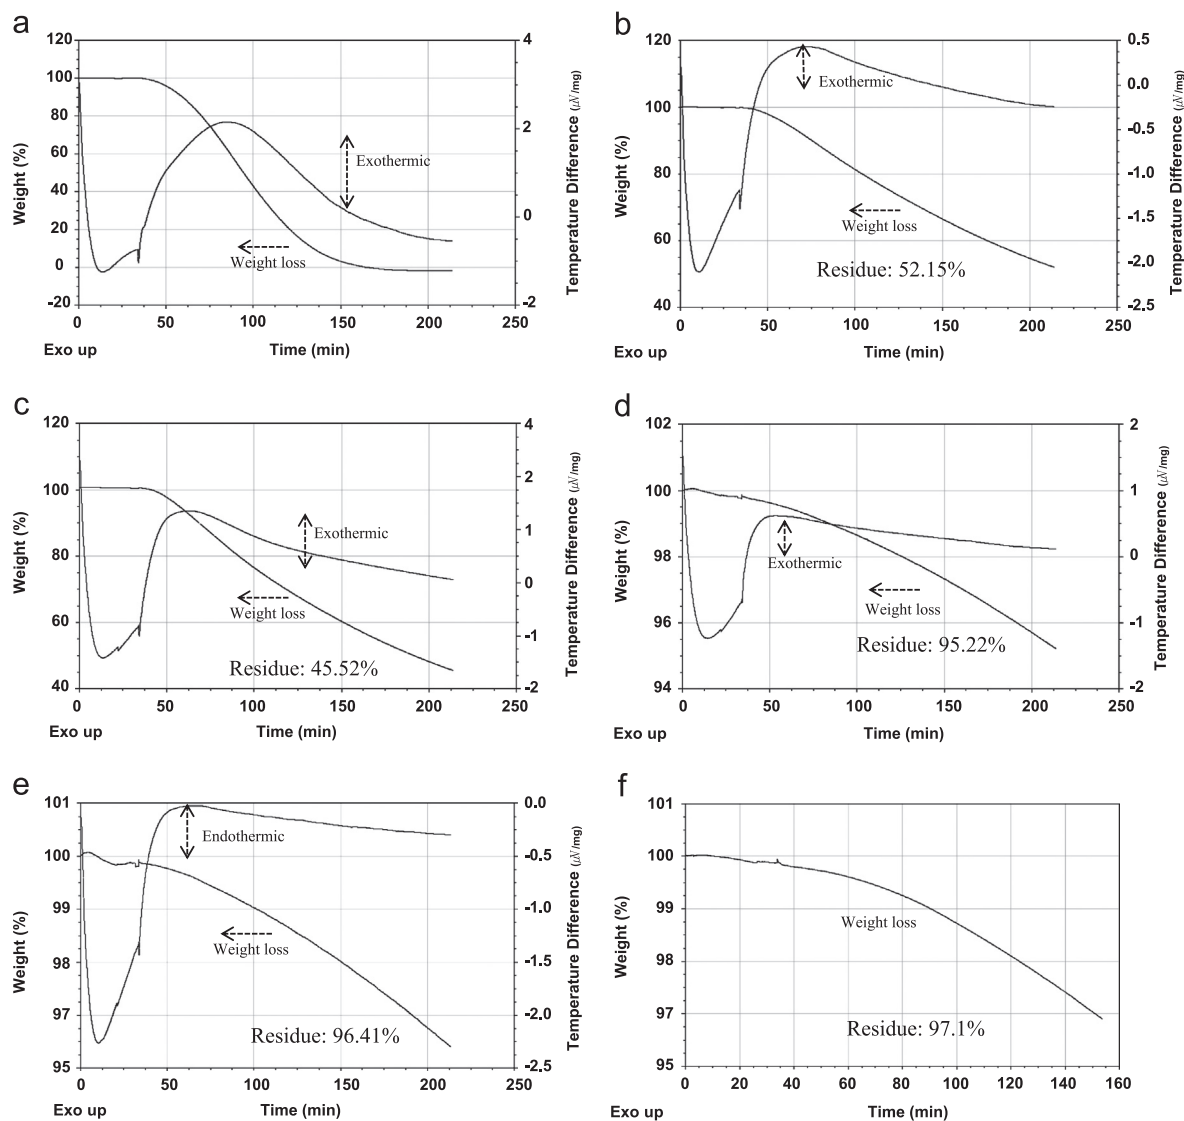 a
120
100
80
60
40
20
0
-20
Weight (%)
4
2
0
-2
Temperature Difference (μV/mg)
Exothermic
Weight loss
0 50 100 150 200 250
Exo up
Time (min)
b
120
100
80
60
40
Weight (%)
0.5
0.0
-0.5
-1.0
-1.5
-2.0
-2.5
Temperature Difference (μV/mg)
Exothermic
Weight loss
Residue: 52.15%
0 50 100 150 200 250
Exo up
Time (min)
c
120
100
80
60
40
Weight (%)
4
2
1
0
-1
-2
Temperature Difference (μV/mg)
Exothermic
Weight loss
Residue: 45.52%
0 50 100 150 200 250
Exo up
Time (min)
d
102
100
98
96
94
Weight (%)
2
1
0
-1
-2
Temperature Difference (μV/mg)
Exothermic
Weight loss
Residue: 95.22%
0 50 100 150 200 250
Exo up
Time (min)
e
101
100
99
98
97
95
Weight (%)
0.0
-0.5
-1.0
-1.5
-2.0
-2.5
Temperature Difference (μV/mg)
Endothermic
Weight loss
Residue: 96.41%
0 50 100 150 200 250
Exo up
Time (min)
f
101
100
99
98
97
95
Weight (%)
Weight loss
Residue: 97.1%
0 20 40 60 80 100 120 140 160
Exo up
Time (min)